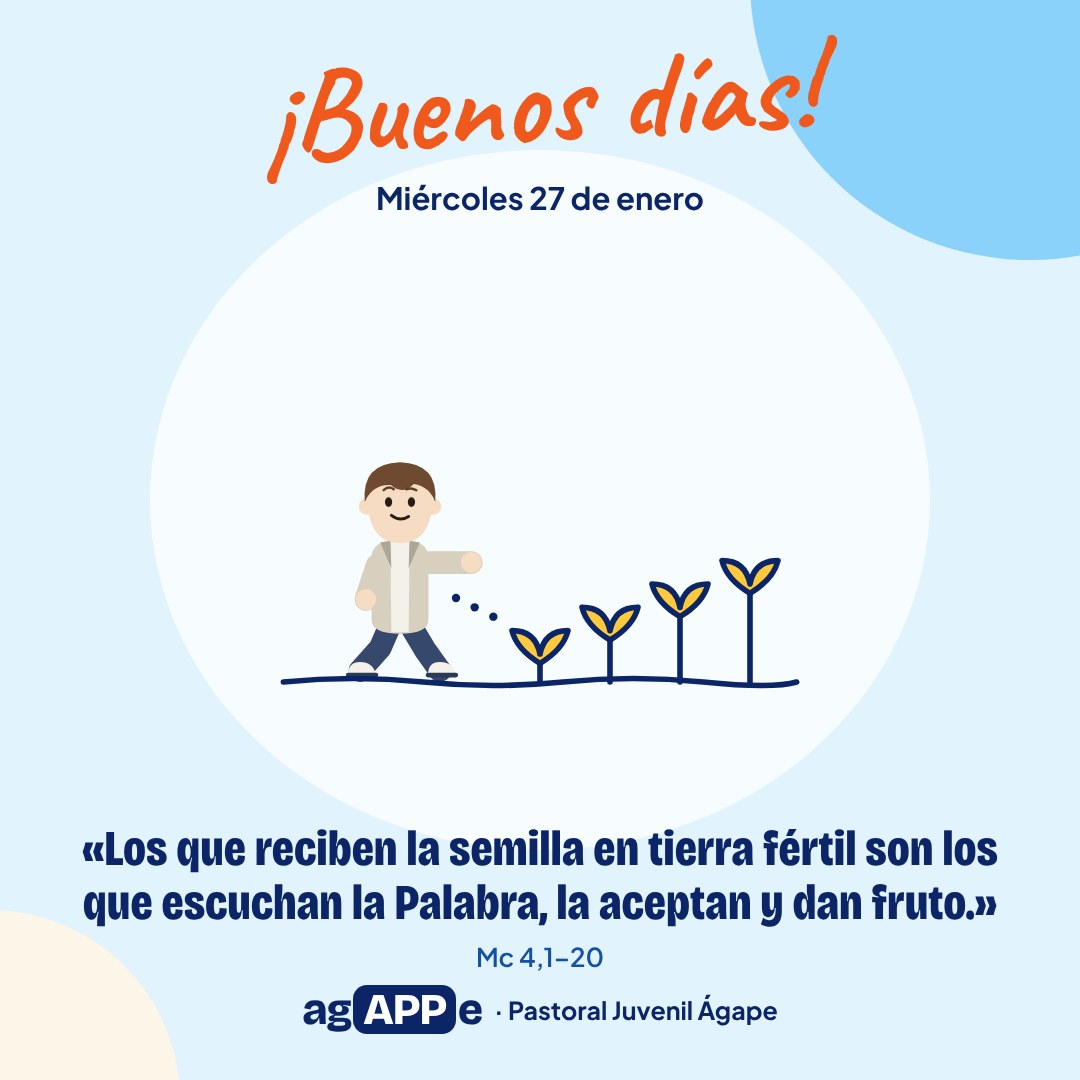 ¡Buenos días!
Miércoles 27 de enero
«Los que reciben la semilla en tierra fértil son los
que escuchan la Palabra, la aceptan y dan fruto.»
Mc 4,1–20
agAPPe · Pastoral Juvenil Ágape